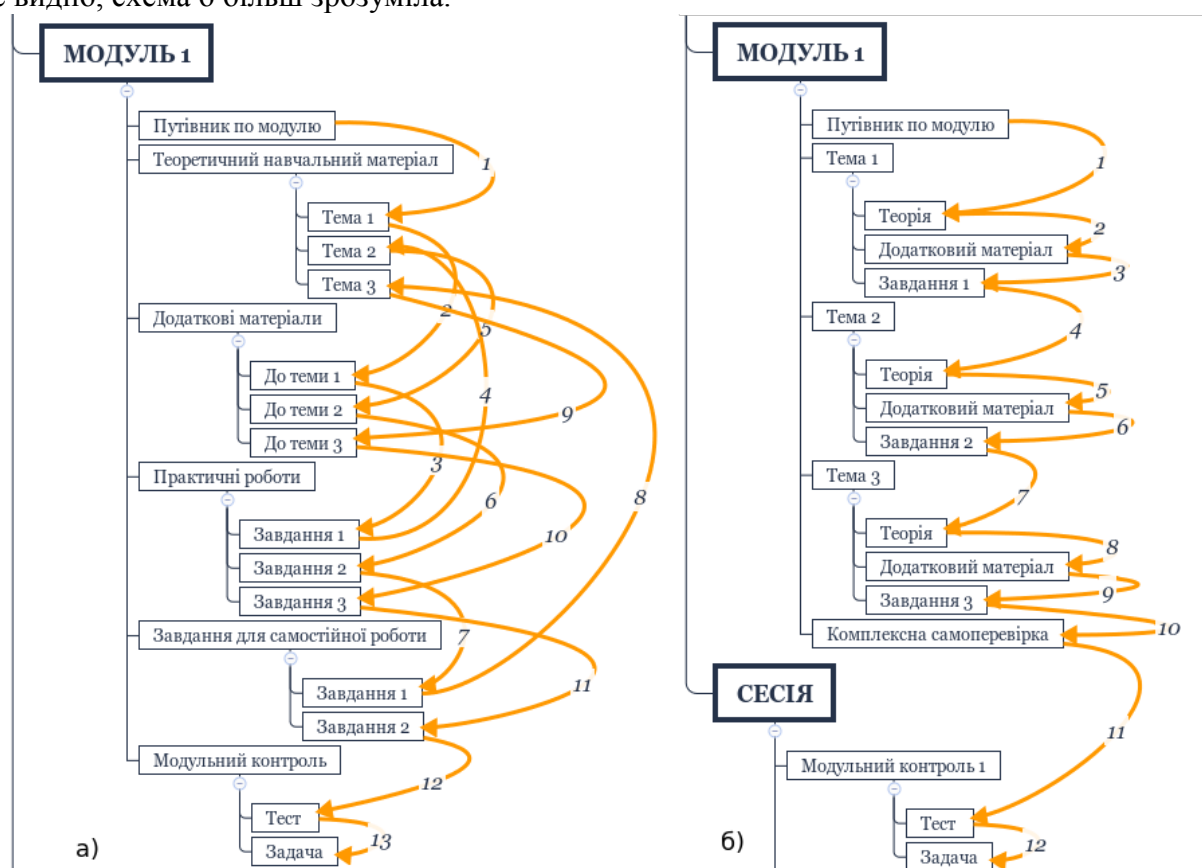 видно, схема б більш зрозуміла.
МОДУЛЬ 1
Путівник по модулю
1
Теоретичний навчальний матеріал
Тема 1
Тема 2
Тема 3
2
5
Додаткові матеріали
До теми 1
4
До теми 2
9
До теми 3
3
Практичні роботи
6
8
Завдання 1
10
Завдання 2
Завдання 3
7
Завдання для самостійної роботи
11
Завдання 1
Завдання 2
Модульний контроль
12
Тест
13
Задача
а)
МОДУЛЬ 1
Путівник по модулю
Тема 1
1
Теорія
2
Додатковий матеріал
3
Завдання 1
Тема 2
4
Теорія
5
Додатковий матеріал
6
Завдання 2
Тема 3
7
Теорія
8
Додатковий матеріал
9
Завдання 3
Комплексна самоперевірка
10
СЕСІЯ
11
Модульний контроль 1
Тест
12
Задача
б)